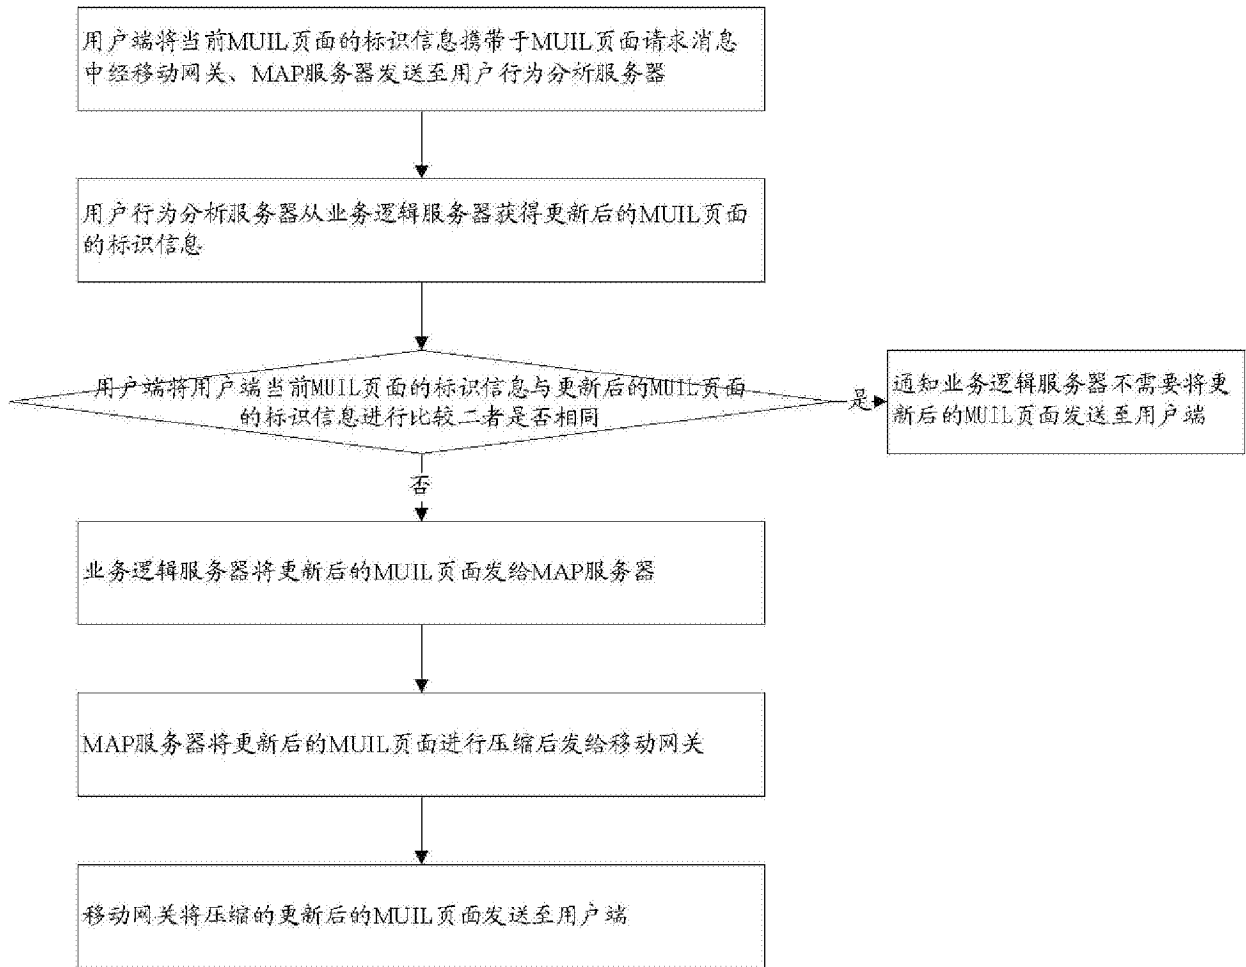 用户端将当前MUIL页面的标识信息携带于MUIL页面请求消息
中经移动网关、MAP服务器发送至用户行为分析服务器
用户行为分析服务器从业务逻辑服务器获得更新后的MUIL页面
的标识信息
用户端将用户端当前MUIL页面的标识信息与更新后的MUIL页面
的标识信息进行比较二者是否相同
是
通知业务逻辑服务器不需要将更
新后的MUIL页面发送至用户端
否
业务逻辑服务器将更新后的MUIL页面发给MAP服务器
MAP服务器将更新后的MUIL页面进行压缩后发给移动网关
移动网关将压缩的更新后的MUIL页面发送至用户端